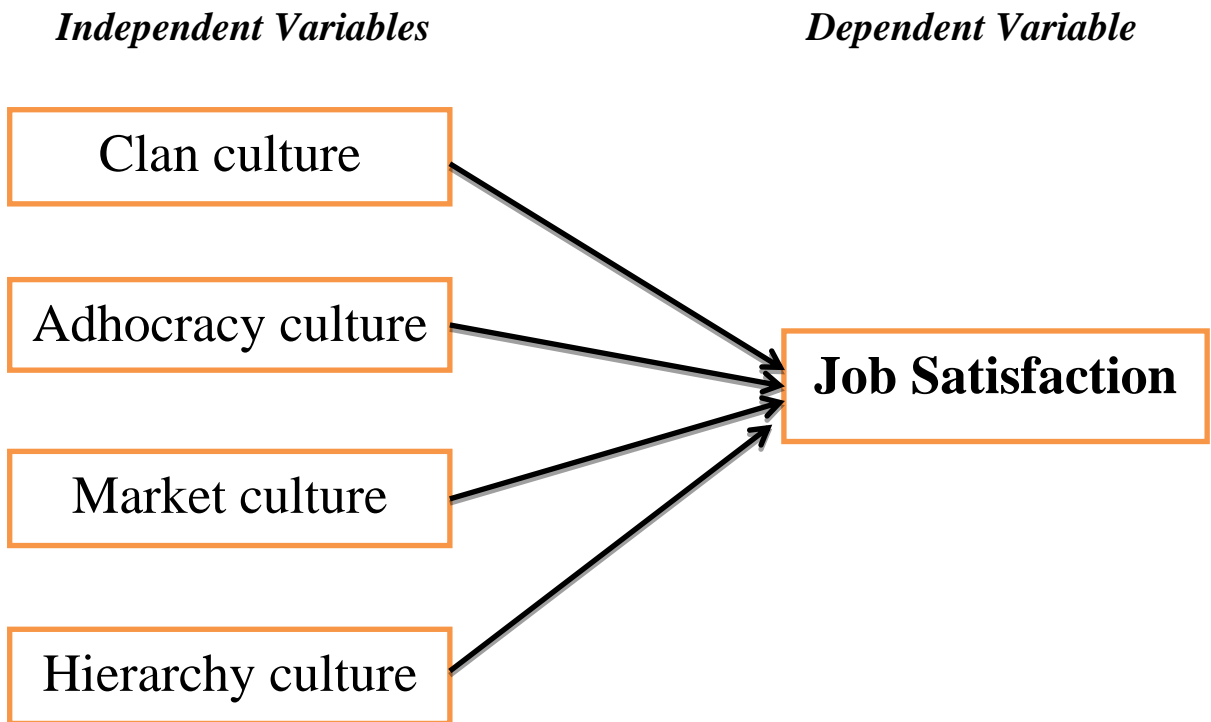 Independent Variables
Dependent Variable
Clan culture
Adhocracy culture
Job Satisfaction
Market culture
Hierarchy culture